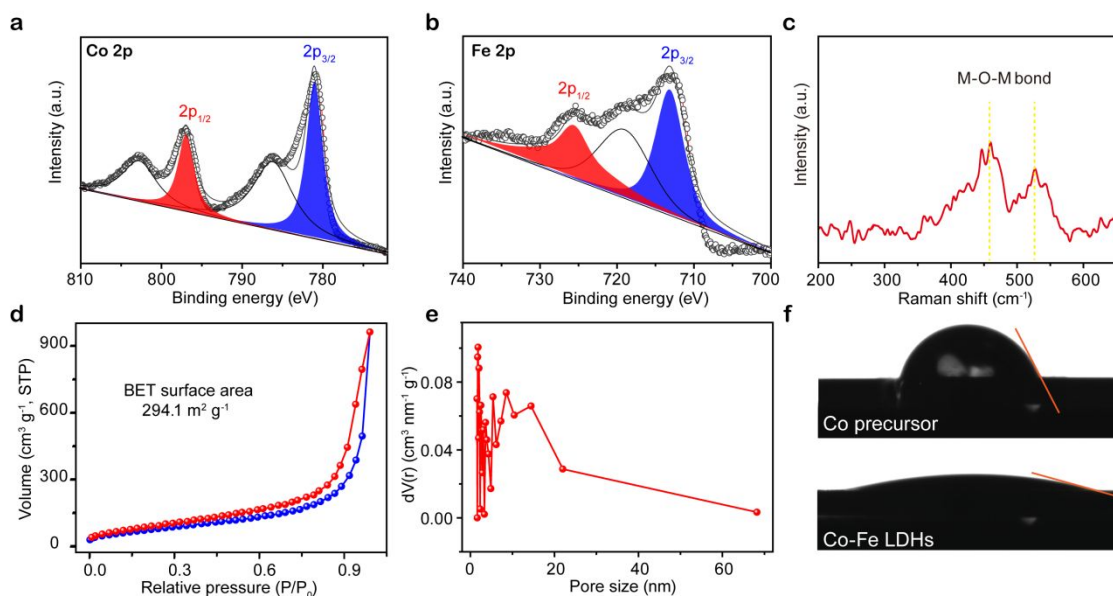 a
Co 2p
2p1/2
2p3/2
Intensity (a.u.)
810 800 790 780
Binding energy (eV)
b
Fe 2p
2p1/2
2p3/2
Intensity (a.u.)
740 730 720 710 700
Binding energy (eV)
c
M-O-M bond
Intensity (a.u.)
200 300 400 500 600
Raman shift (cm-1)
d
900
600
300
0
BET surface area
294.1 m2 g-1
Volume (cm3 g-1, STP)
0.0 0.3 0.6 0.9
Relative pressure (P/P0)
e
0.08
0.04
0.00
dV(r) (cm3 nm-1 g-1)
0 20 40 60 80
Pore size (nm)
f
Co precursor
Co-Fe LDHs